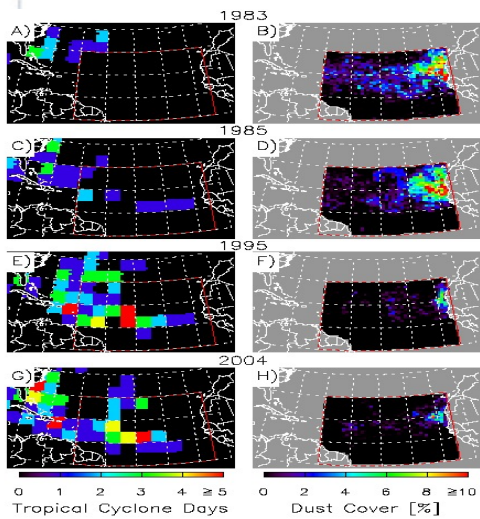 1983
A) B)
1985
C) D)
1995
E) F)
2004
G) H)
0 1 2 3 4 ≥5 0 2 4 6 8 ≥10
Tropical Cyclone Days Dust Cover [%]